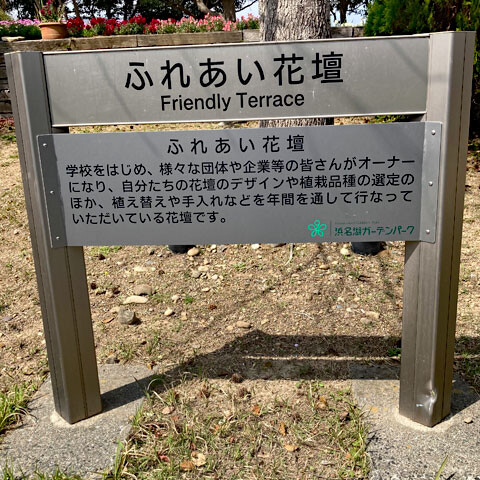 ふれあい花壇
Friendly Terrace
ふれあい花壇
学校をはじめ、様々な団体や企業等の皆さんがオーナー
になり、自分たちの花壇のデザインや植栽品種の選定の
ほか、植え替えや手入れなどを年間を通して行なって
いただいている花壇です。
浜名湖ガーデンパーク